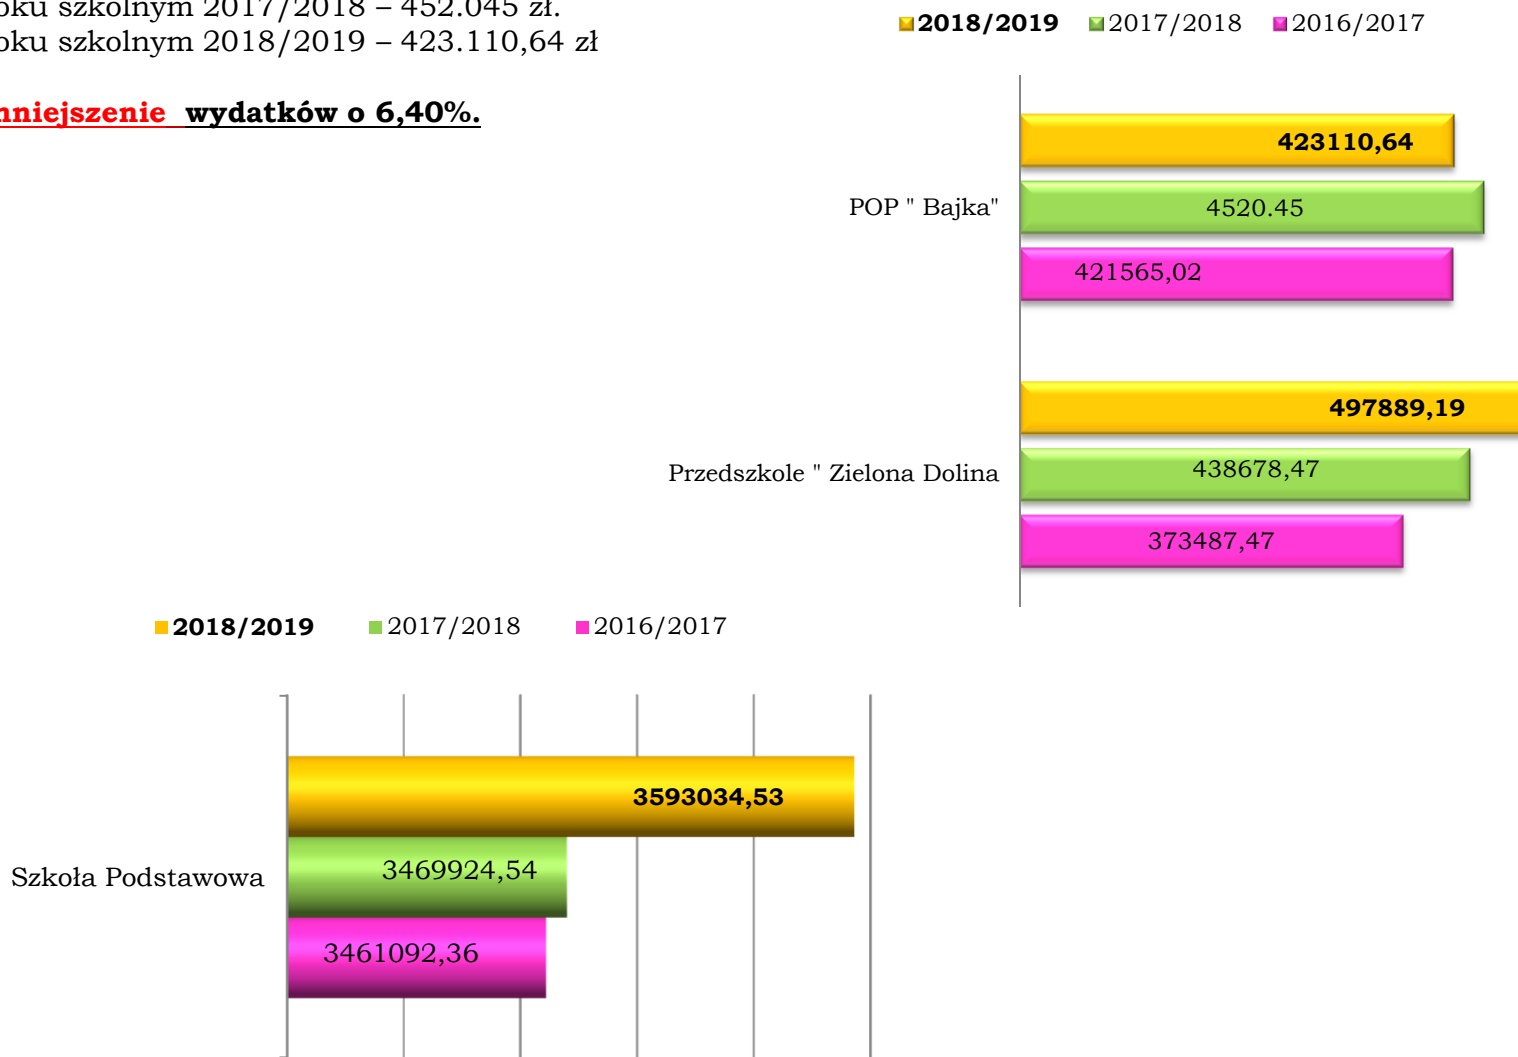 oku szkolnym 2017/2018 – 452.045 zł.
oku szkolnym 2018/2019 – 423.110,64 zł
mniejszenie wydatków o 6,40%.
2018/2019 2017/2018 2016/2017
423110,64
POP " Bajka"
4520.45
421565,02
497889,19
Przedszkole " Zielona Dolina
438678,47
373487,47
2018/2019 2017/2018 2016/2017
3593034,53
Szkoła Podstawowa
3469924,54
3461092,36